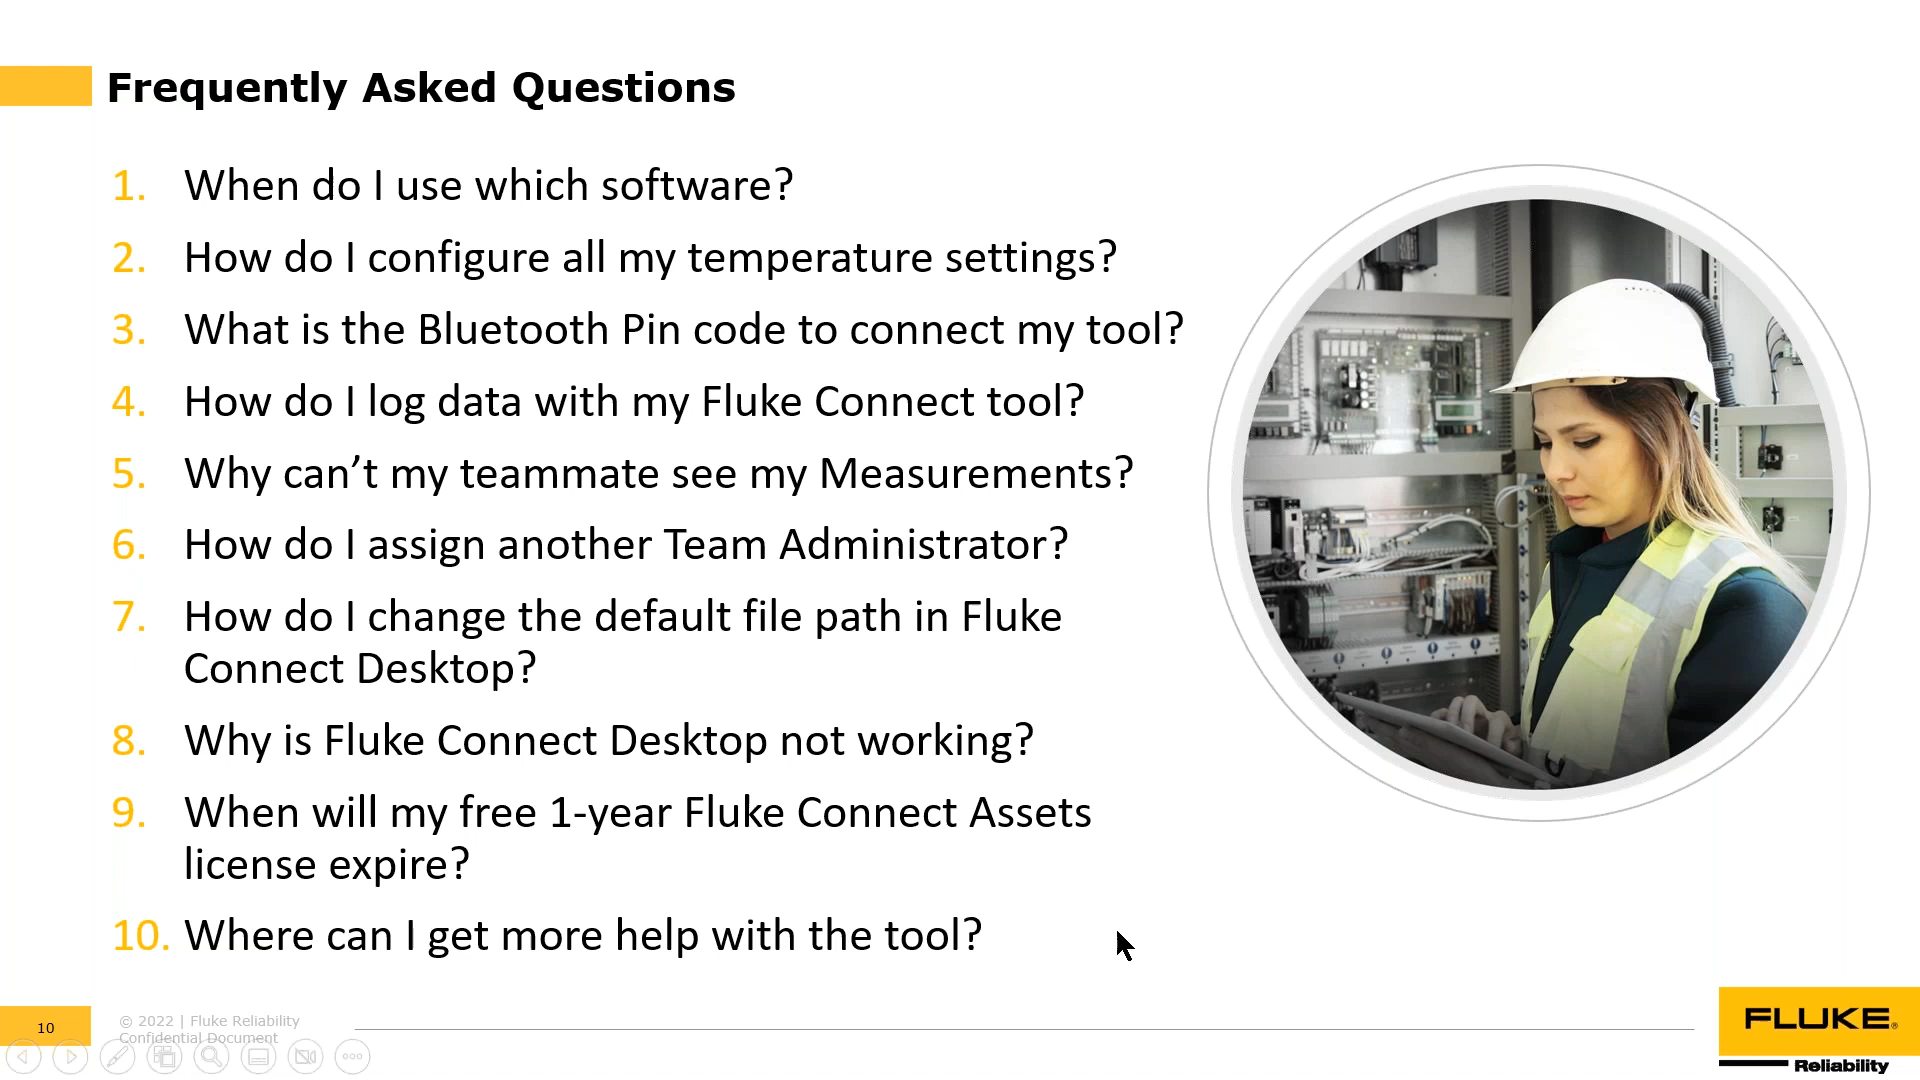 Frequently Asked Questions
1. When do I use which software?
2. How do I configure all my temperature settings?
3. What is the Bluetooth Pin code to connect my tool?
4. How do I log data with my Fluke Connect tool?
5. Why can’t my teammate see my Measurements?
6. How do I assign another Team Administrator?
7. How do I change the default file path in Fluke
Connect Desktop?
8. Why is Fluke Connect Desktop not working?
9. When will my free 1-year Fluke Connect Assets
license expire?
10. Where can I get more help with the tool?
10
© 2022 | Fluke Reliability
Confidential Document
FLUKE®
Reliability